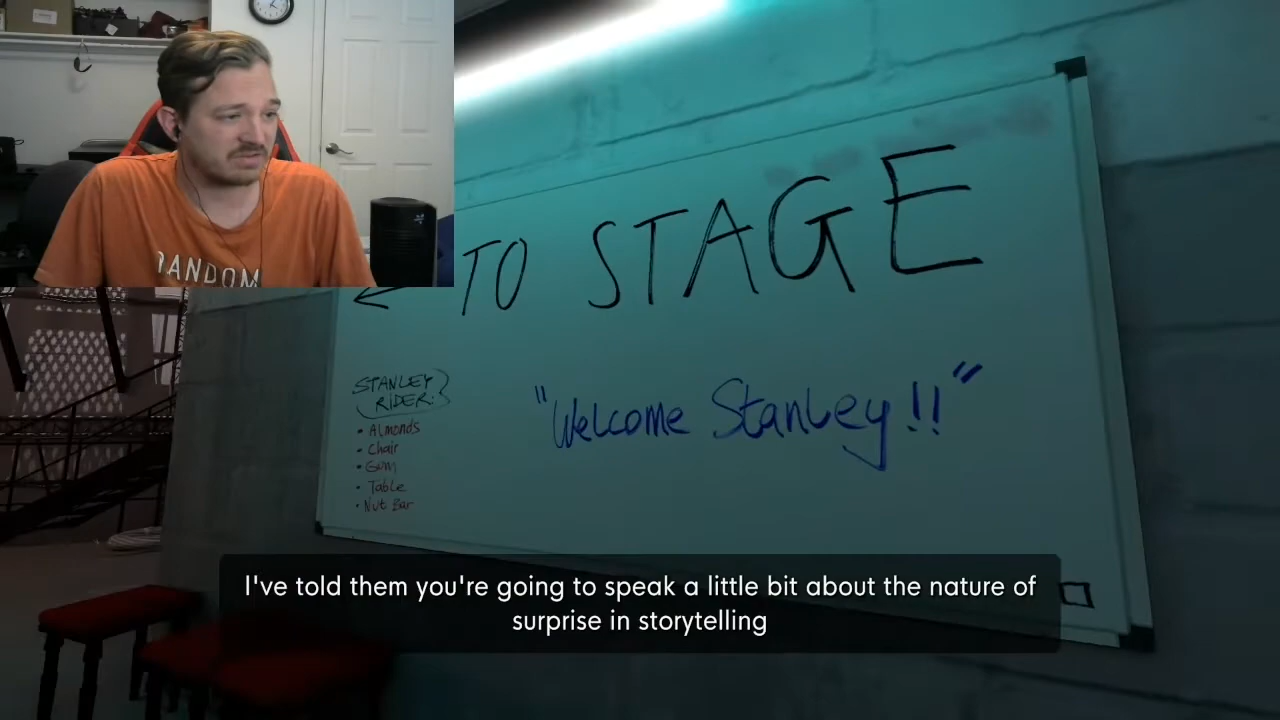 RANDOM
TO STAGE
STANLEY
RIDER:
• Almonds
• Chair
• Gum
• Table
• Nut Bar
"Welcome Stanley!!"
I've told them you're going to speak a little bit about the nature of
surprise in storytelling